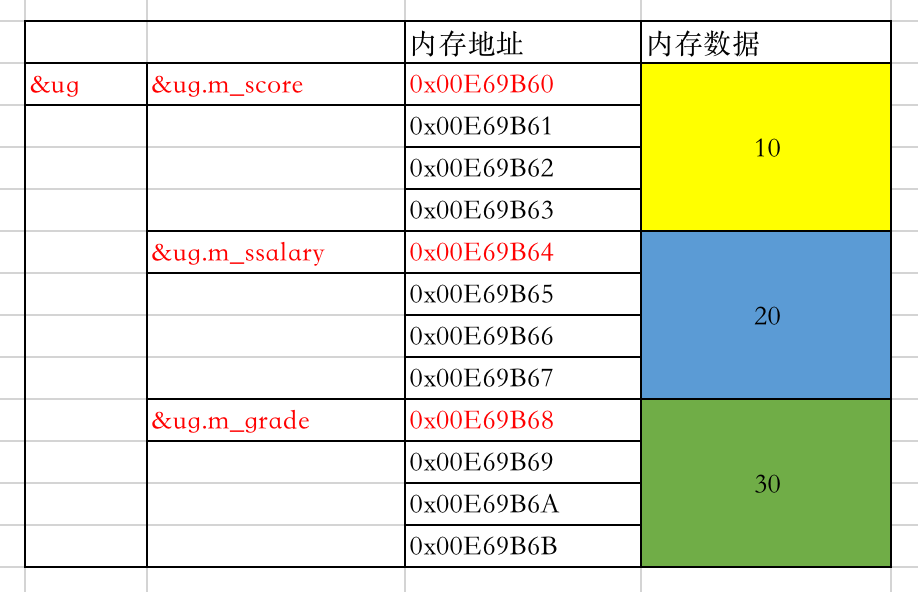 内存地址 内存数据
&ug &ug.m_score 0x00E69B60
0x00E69B61
10
0x00E69B62
0x00E69B63
&ug.m_ssalary 0x00E69B64
0x00E69B65
20
0x00E69B66
0x00E69B67
&ug.m_grade 0x00E69B68
0x00E69B69
30
0x00E69B6A
0x00E69B6B